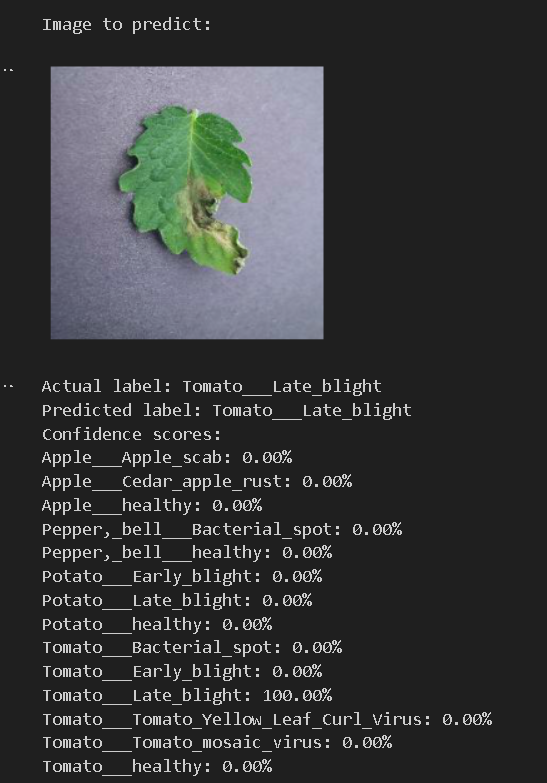 Image to predict:
Actual label: Tomato___Late_blight
Predicted label: Tomato___Late_blight
Confidence scores:
Apple___Apple_scab: 0.00%
Apple___Cedar_apple_rust: 0.00%
Apple___healthy: 0.00%
Pepper,_bell___Bacterial_spot: 0.00%
Pepper,_bell___healthy: 0.00%
Potato___Early_blight: 0.00%
Potato___Late_blight: 0.00%
Potato___healthy: 0.00%
Tomato___Bacterial_spot: 0.00%
Tomato___Early_blight: 0.00%
Tomato___Late_blight: 100.00%
Tomato___Tomato_Yellow_Leaf_Curl_Virus: 0.00%
Tomato___Tomato_mosaic_virus: 0.00%
Tomato___healthy: 0.00%